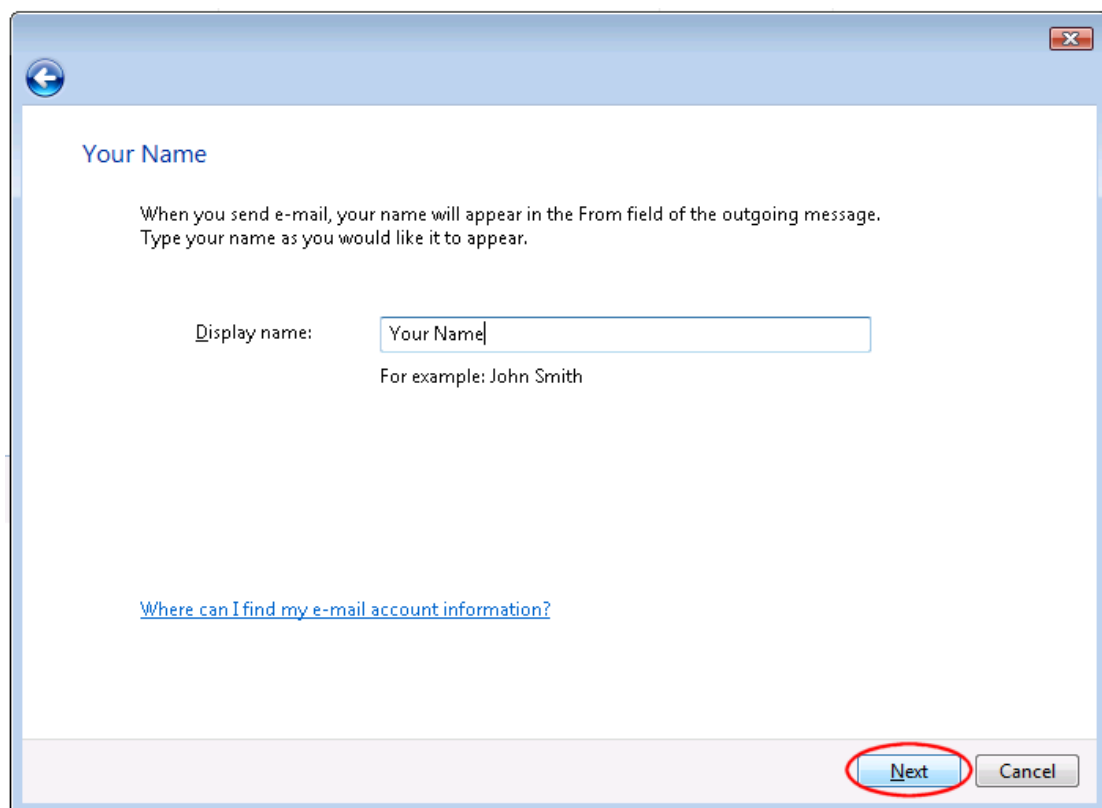 Your Name
When you send e-mail, your name will appear in the From field of the outgoing message.
Type your name as you would like it to appear.
Display name: Your Name
For example: John Smith
Where can I find my e-mail account information?
Next Cancel